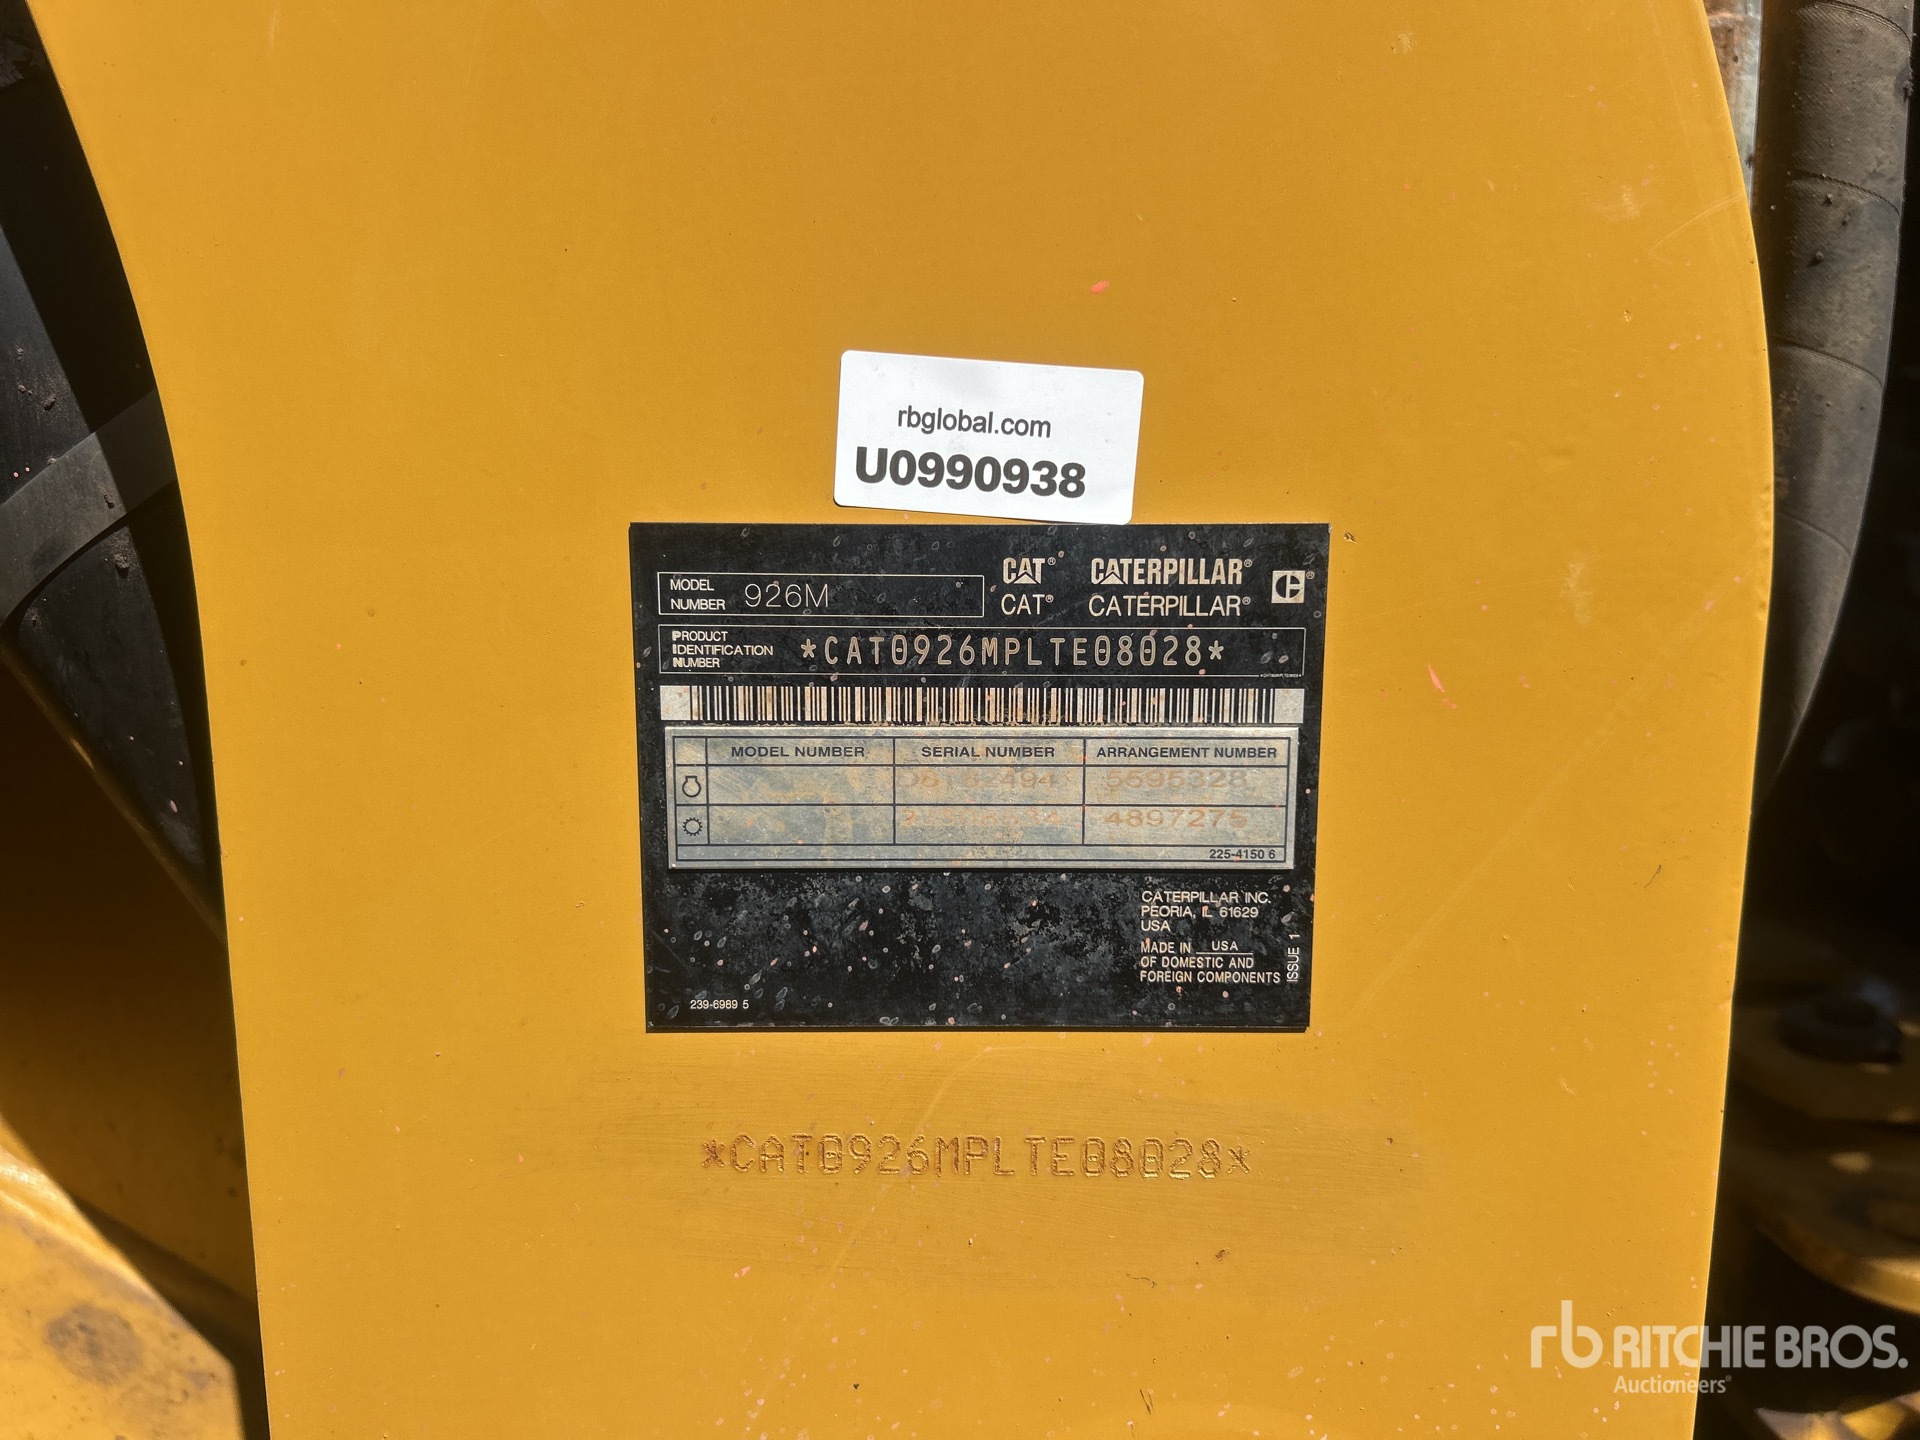 rbglobal.com
U0990938
CAT® CATERPILLAR®
CAT® CATERPILLAR®
MODEL NUMBER 926M
PRODUCT IDENTIFICATION NUMBER *CAT0926MPLTE08028*
MODEL NUMBER SERIAL NUMBER ARRANGEMENT NUMBER
5695328
4897275
225-4150 6
CATERPILLAR INC.
PEORIA, IL 61629
USA
MADE IN USA
OF DOMESTIC AND
FOREIGN COMPONENTS
ISSUE 1
239-6989 5
*CAT0926MPLTE08028*
rb RITCHIE BROS.
Auctioneers®